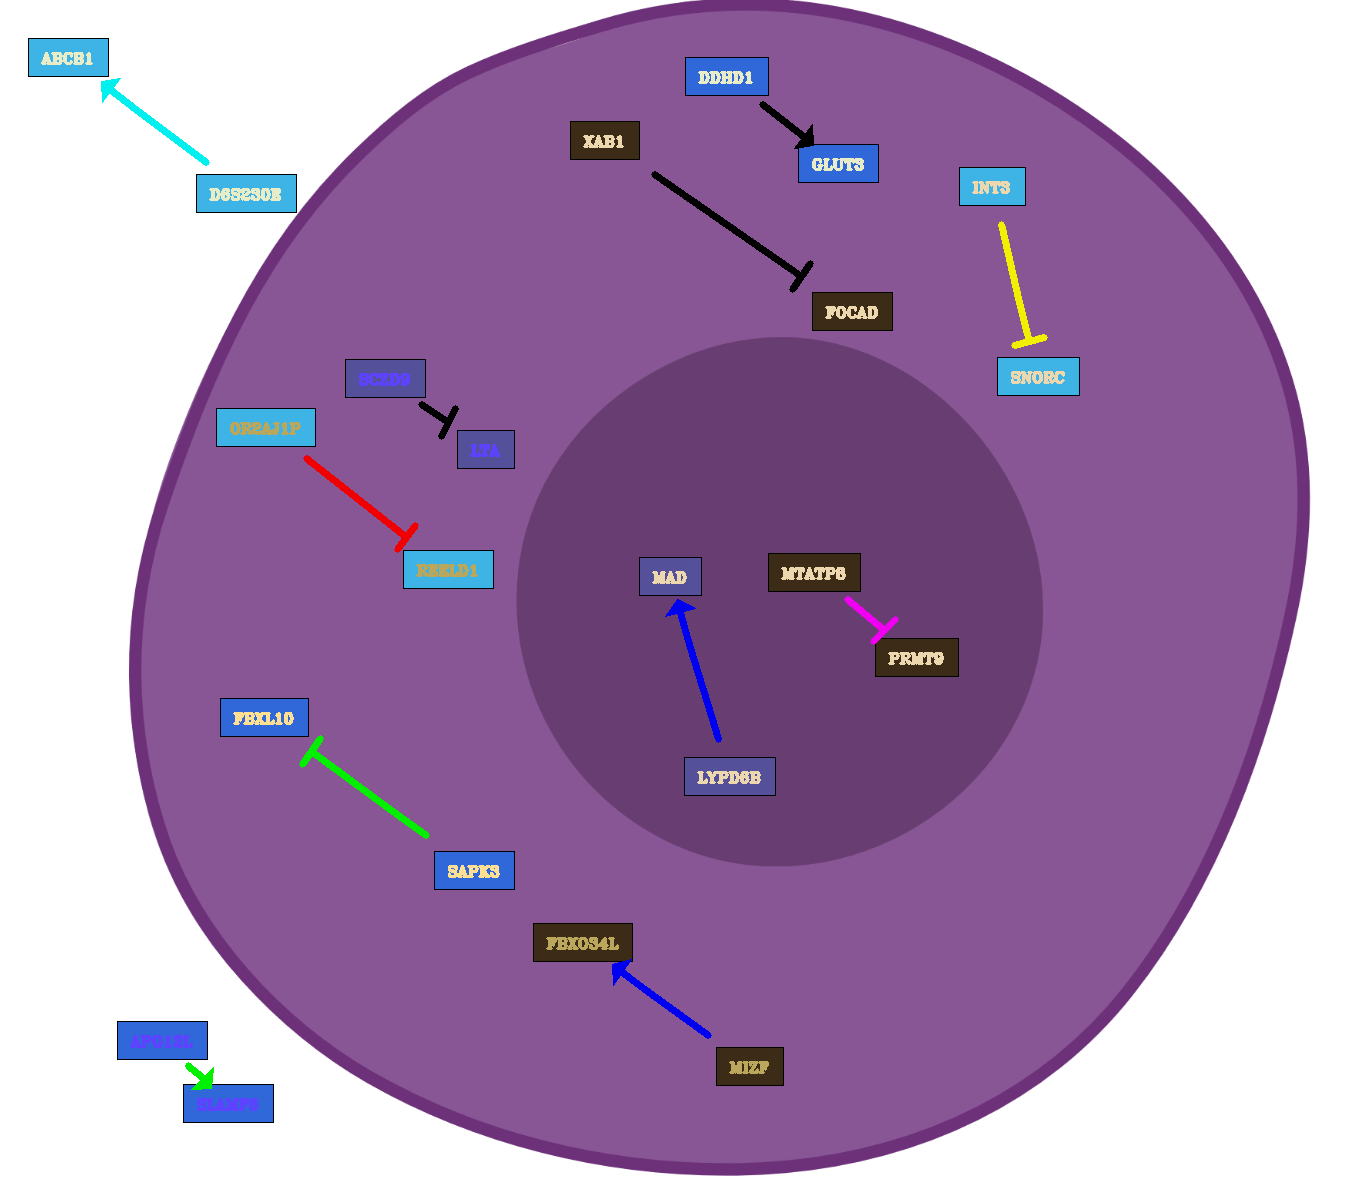 ABCB1
DDHD1
XAB1
GLUT3
INT3
D6S230E
FOCAD
SNORC
SCZD9
OR2AJ1P
LTA
REELD1
MAD
MTATP8
PRMT9
FBXL10
LYPD6B
SAPK3
FBXO34L
MIZF